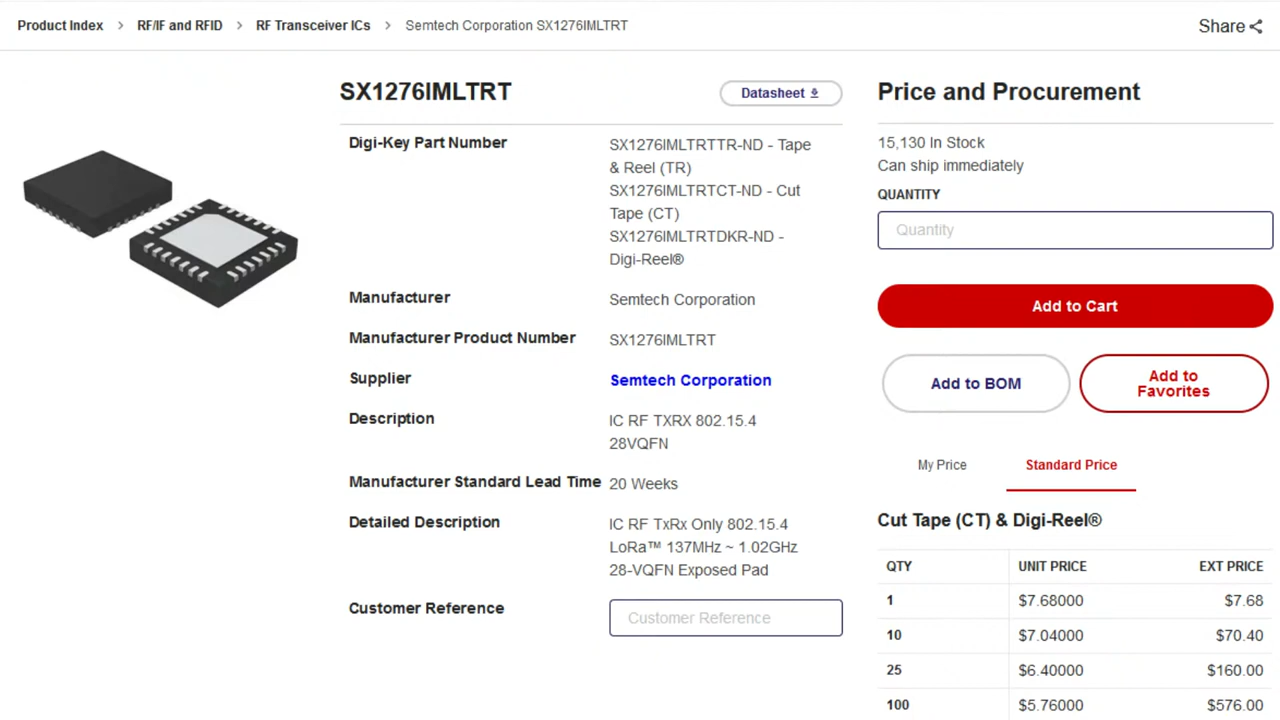 Product Index > RF/IF and RFID > RF Transceiver ICs > Semtech Corporation SX1276IMLTRT
Share
SX1276IMLTRT
Datasheet
Digi-Key Part Number
SX1276IMLTRTTR-ND - Tape
& Reel (TR)
SX1276IMLTRTCT-ND - Cut
Tape (CT)
SX1276IMLTRTDKR-ND -
Digi-Reel®
Manufacturer
Semtech Corporation
Manufacturer Product Number
SX1276IMLTRT
Supplier
Semtech Corporation
Description
IC RF TXRX 802.15.4
28VQFN
Manufacturer Standard Lead Time
20 Weeks
Detailed Description
IC RF TxRx Only 802.15.4
LoRa™ 137MHz ~ 1.02GHz
28-VQFN Exposed Pad
Customer Reference
Customer Reference
Price and Procurement
15,130 In Stock
Can ship immediately
QUANTITY
Quantity
Add to Cart
Add to BOM
Add to
Favorites
My Price
Standard Price
Cut Tape (CT) & Digi-Reel®
QTY UNIT PRICE EXT PRICE
1 $7.68000 $7.68
10 $7.04000 $70.40
25 $6.40000 $160.00
100 $5.76000 $576.00